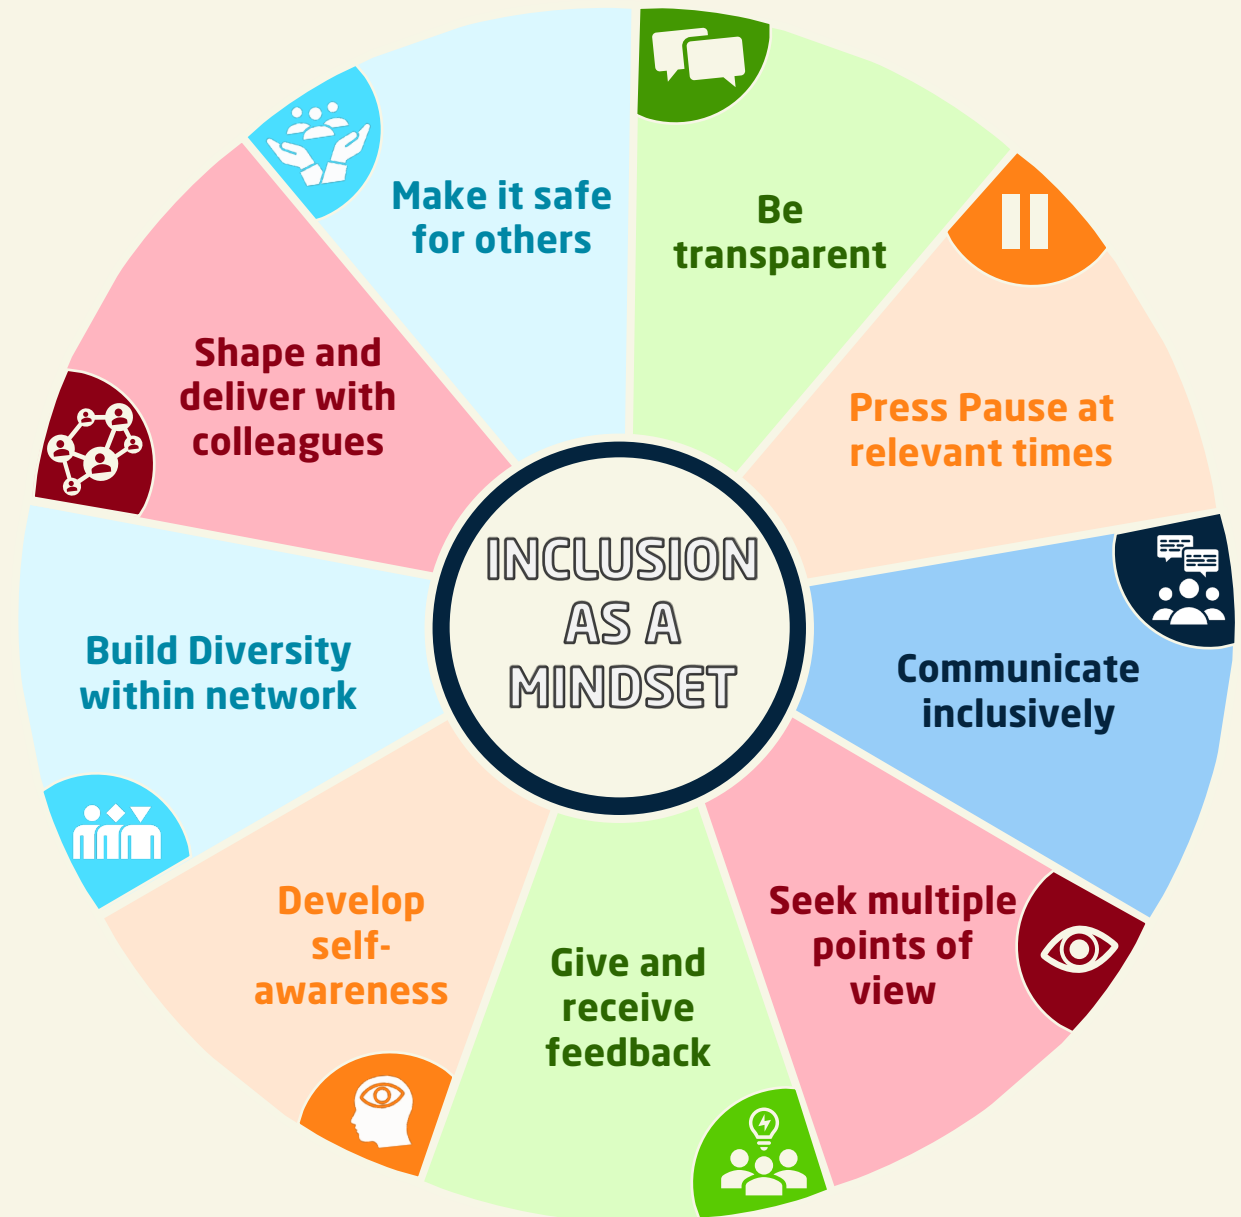 INCLUSION
AS A
MINDSET
Be
transparent
Press Pause at
relevant times
Communicate
inclusively
Seek multiple
points of
view
Give and
receive
feedback
Develop
self-
awareness
Build Diversity
within network
Shape and
deliver with
colleagues
Make it safe
for others